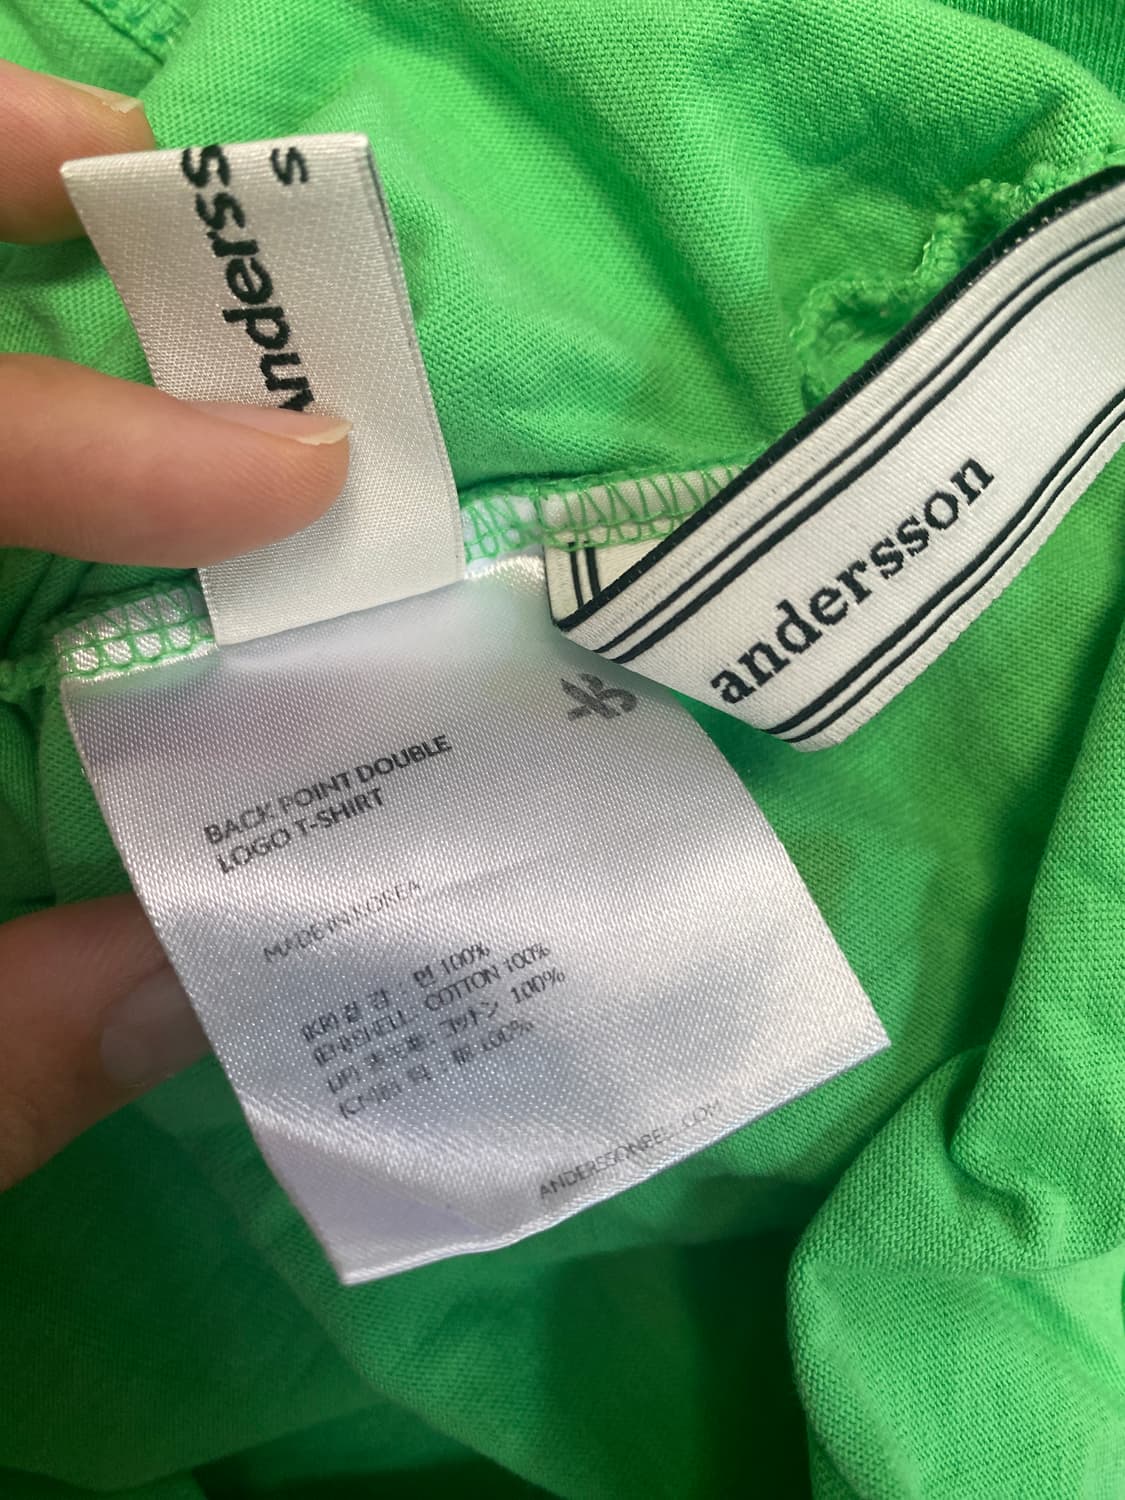 anderss
S
andersson
BACK POINT DOUBLE
LOGO T-SHIRT
MADE IN KOREA
(KR) 겉 감 : 면 100%
(EN) SHELL: COTTON 100%
(JP) 表生地: コットン 100%
(CN) 面 料 : 棉 100%
ANDERSSONBELL.COM